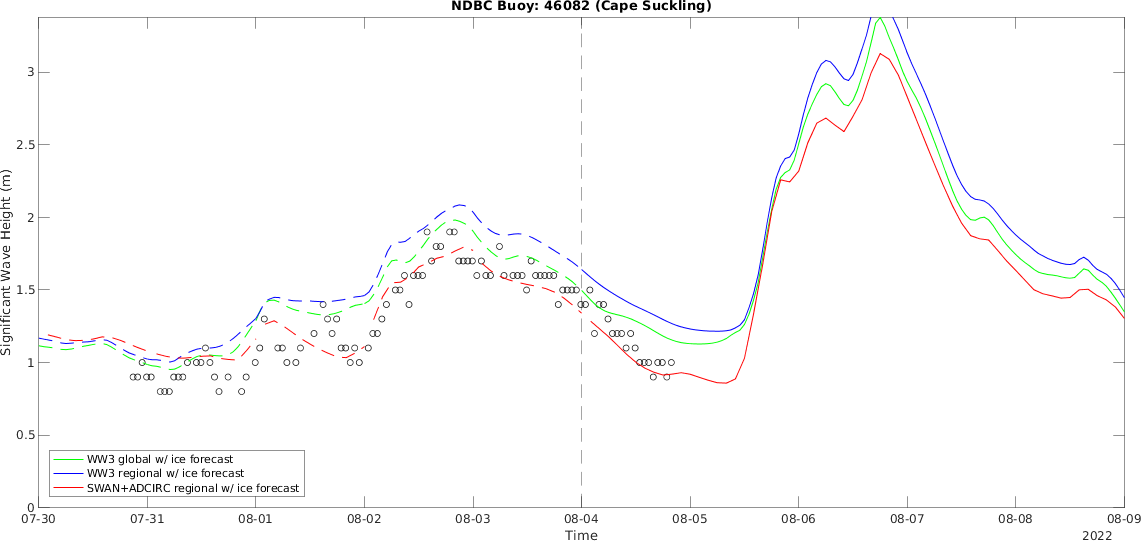 NDBC Buoy: 46082 (Cape Suckling)
3
2.5
2
1.5
1
0.5
0
Significant Wave Height (m)
WW3 global w/ ice forecast
WW3 regional w/ ice forecast
SWAN+ADCIRC regional w/ ice forecast
07-30 07-31 08-01 08-02 08-03 08-04 08-05 08-06 08-07 08-08 08-09
Time
2022